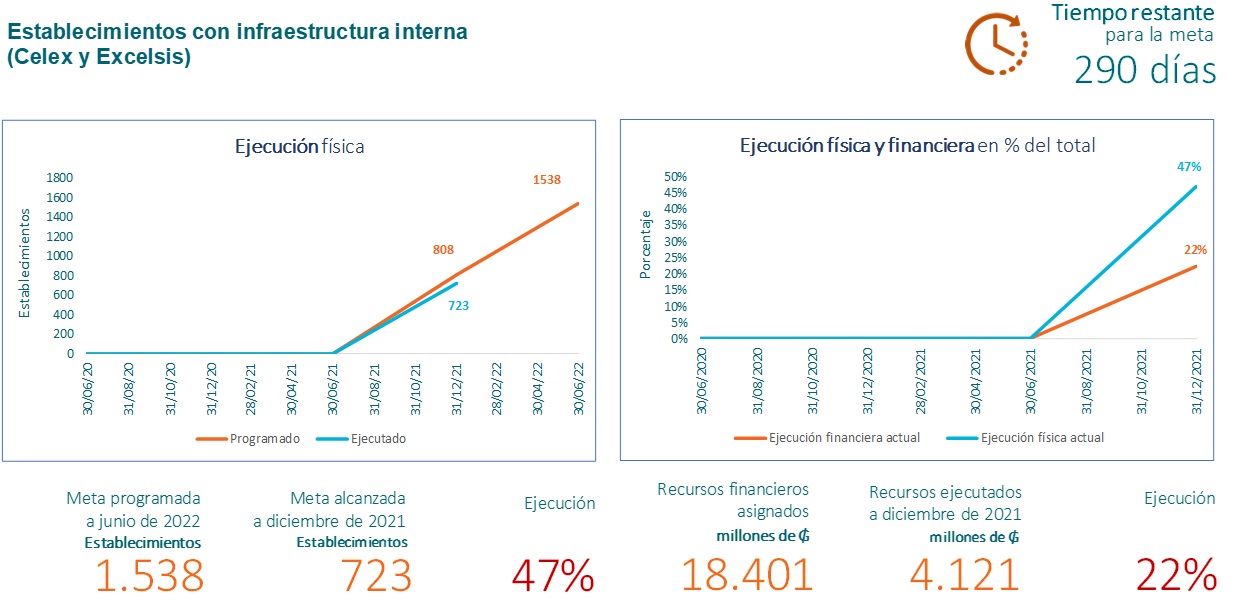 Establecimientos con infraestructura interna
(Celex y Excelsis)
Tiempo restante
para la meta
290 días
Ejecución física
Establecimientos
1800
1600
1400
1200
1000
800
600
400
200
0
1538
808
723
30/06/20
31/08/20
31/10/20
31/12/20
28/02/21
30/04/21
30/06/21
31/08/21
31/10/21
31/12/21
28/02/22
30/04/22
30/06/22
Programado
Ejecutado
Ejecución física y financiera en % del total
Porcentaje
50%
45%
40%
35%
30%
25%
20%
15%
10%
5%
0%
47%
22%
30/06/2020
31/08/2020
31/10/2020
31/12/2020
28/02/2021
30/04/2021
30/06/2021
31/08/2021
31/10/2021
31/12/2021
Ejecución financiera actual
Ejecución física actual
Meta programada
a junio de 2022
Establecimientos
1.538
Meta alcanzada
a diciembre de 2021
Establecimientos
723
Ejecución
47%
Recursos financieros
asignados
millones de ₲
18.401
Recursos ejecutados
a diciembre de 2021
millones de ₲
4.121
Ejecución
22%